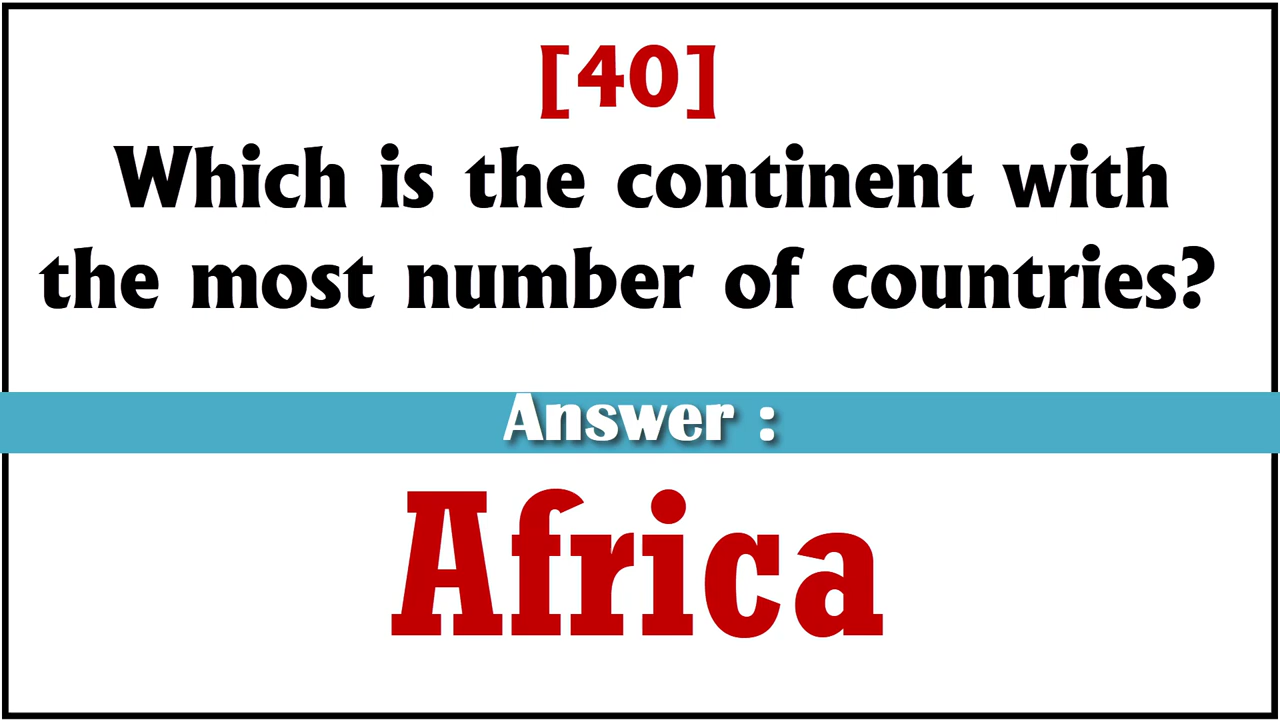 [40]
Which is the continent with
the most number of countries?
Answer :
Africa